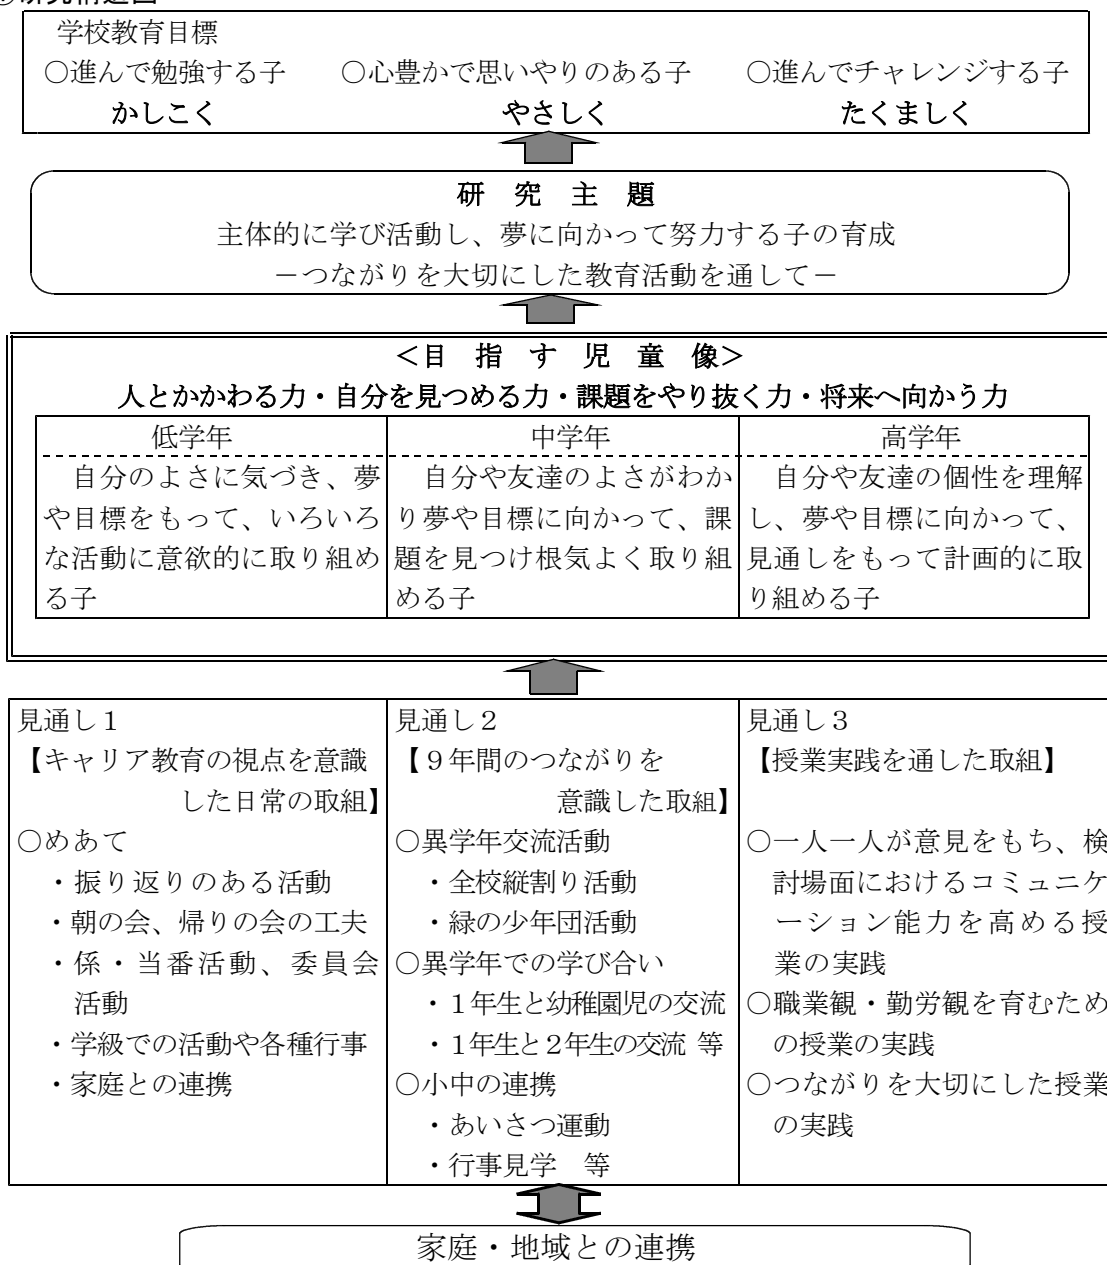 学校教育目標
○進んで勉強する子　○心豊かで思いやりのある子　○進んでチャレンジする子
かしこく　やさしく　たくましく
研　究　主　題
主体的に学び活動し、夢に向かって努力する子の育成
－つながりを大切にした教育活動を通して－
＜目　指　す　児　童　像＞
人とかかわる力・自分を見つめる力・課題をやり抜く力・将来へ向かう力
低学年
自分のよさに気づき、夢
や目標をもって、いろいろ
な活動に意欲的に取り組め
る子
中学年
自分や友達のよさがわか
り夢や目標に向かって、課
題を見つけ根気よく取り組
める子
高学年
自分や友達の個性を理解
し、夢や目標に向かって、
見通しをもって計画的に取
り組める子
見通し１
【キャリア教育の視点を意識
した日常の取組】
○めあて
・振り返りのある活動
・朝の会、帰りの会の工夫
・係・当番活動、委員会
活動
・学級での活動や各種行事
・家庭との連携
見通し２
【９年間のつながりを
意識した取組】
○異学年交流活動
・全校縦割り活動
・緑の少年団活動
○異学年での学び合い
・１年生と幼稚園児の交流
・１年生と２年生の交流 等
○小中の連携
・あいさつ運動
・行事見学　等
見通し３
【授業実践を通した取組】
○一人一人が意見をもち、検
討場面におけるコミュニケ
ーション能力を高める授
業の実践
○職業観・勤労観を育むため
の授業の実践
○つながりを大切にした授業
の実践
家庭・地域との連携